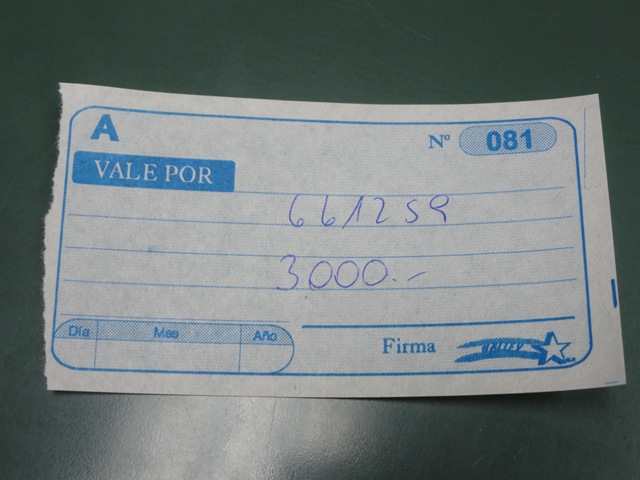 A
Nº 081
VALE POR
661259
3.000.-
Día Mes Año
Firma